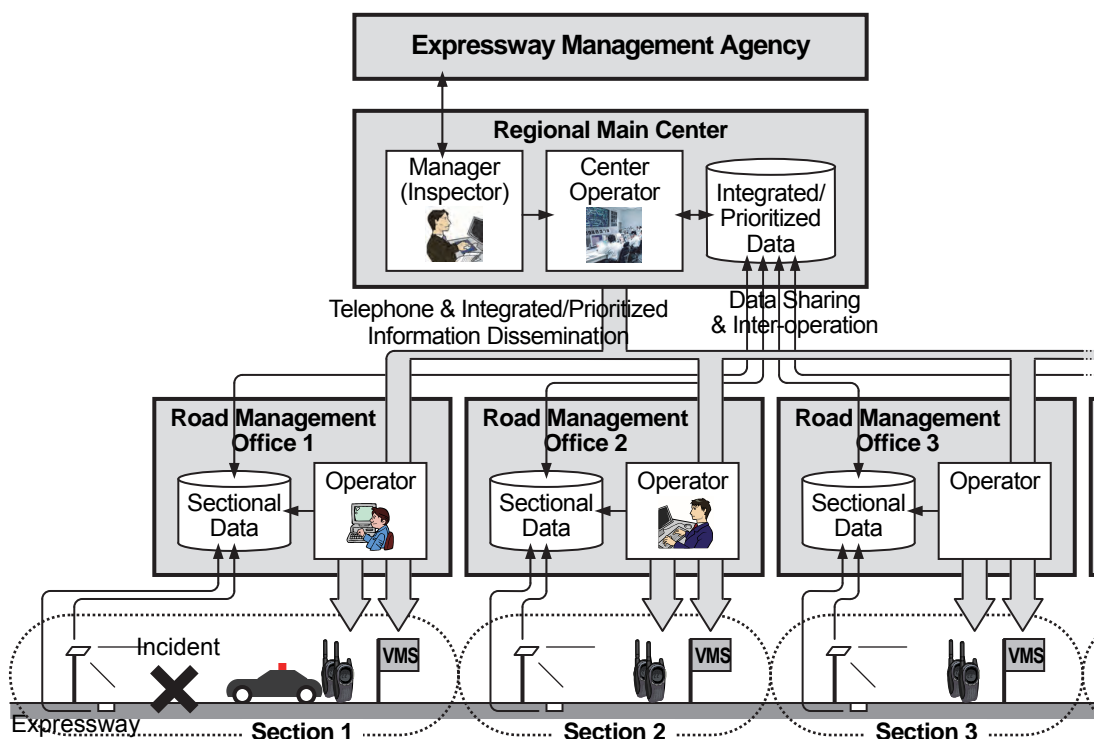 Expressway Management Agency
Regional Main Center
Manager
(Inspector)
Center
Operator
Integrated/
Prioritized
Data
Telephone & Integrated/Prioritized
Information Dissemination
Data Sharing
& Inter-operation
Road Management
Office 1
Sectional
Data
Operator
Road Management
Office 2
Sectional
Data
Operator
Road Management
Office 3
Sectional
Data
Operator
Incident
VMS
VMS
VMS
Expressway
Section 1
Section 2
Section 3